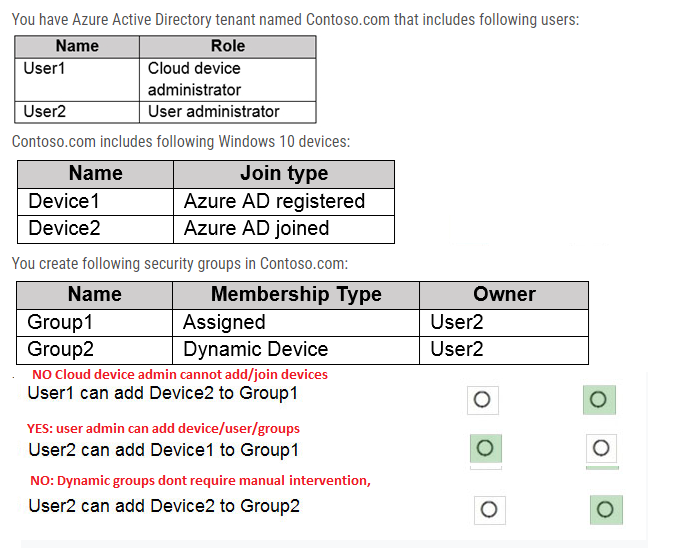 You have Azure Active Directory tenant named Contoso.com that includes following users:
Name Role
User1 Cloud device
administrator
User2 User administrator
Contoso.com includes following Windows 10 devices:
Name Join type
Device1 Azure AD registered
Device2 Azure AD joined
You create following security groups in Contoso.com:
Name Membership Type Owner
Group1 Assigned User2
Group2 Dynamic Device User2
NO Cloud device admin cannot add/join devices
User1 can add Device2 to Group1
YES: user admin can add device/user/groups
User2 can add Device1 to Group1
NO: Dynamic groups dont require manual intervention,
User2 can add Device2 to Group2